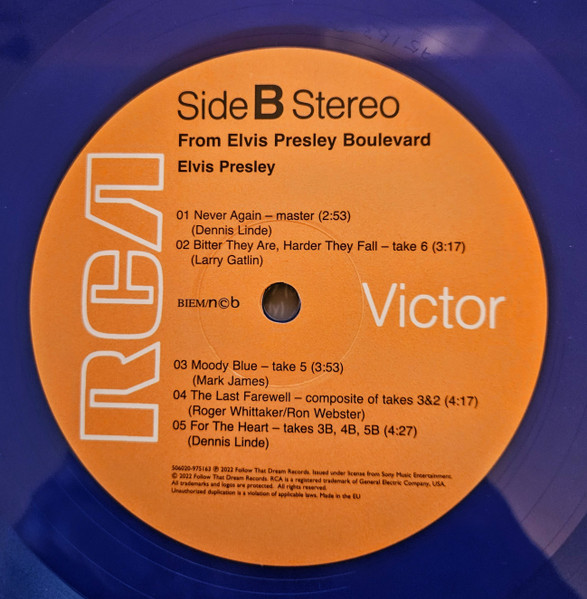 Side B Stereo
From Elvis Presley Boulevard
Elvis Presley
RCA
01 Never Again – master (2:53)
(Dennis Linde)
02 Bitter They Are, Harder They Fall – take 6 (3:17)
(Larry Gatlin)
BIEM/n©b
Victor
03 Moody Blue – take 5 (3:53)
(Mark James)
04 The Last Farewell – composite of takes 3&2 (4:17)
(Roger Whittaker/Ron Webster)
05 For The Heart – takes 3B, 4B, 5B (4:27)
(Dennis Linde)
506020-975163 ℗ 2022 Follow That Dream Records. Issued under license from Sony Music Entertainment.
© 2022 Follow That Dream Records. RCA is a registered trademark of General Electric Company, USA.
All trademarks and logos are protected. All rights reserved.
Unauthorized duplication is a violation of applicable laws. Made in the EU